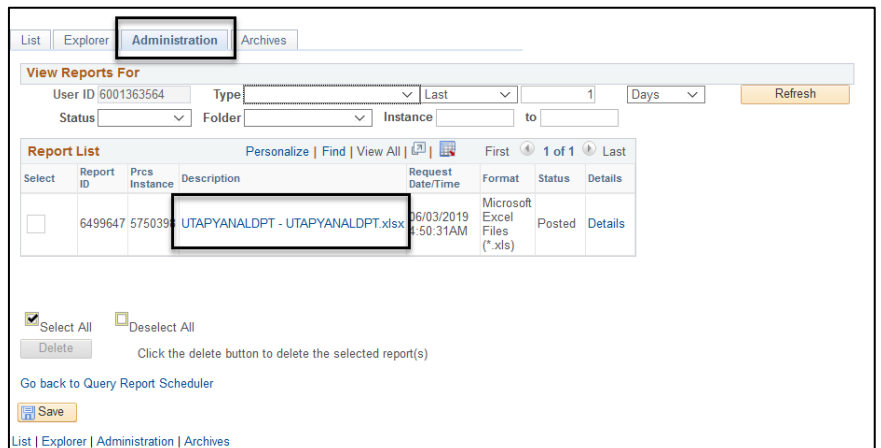 List Explorer Administration Archives
View Reports For
User ID 6001363564 Type Last 1 Days Refresh
Status Folder Instance to
Report List Personalize | Find | View All | | First 1 of 1 Last
Select Report ID Prcs Instance Description Request Date/Time Format Status Details
6499647 5750398 UTAPYANALDPT - UTAPYANALDPT.xlsx 06/03/2019 4:50:31AM Microsoft Excel Files (*.xls) Posted Details
Select All Deselect All
Delete Click the delete button to delete the selected report(s)
Go back to Query Report Scheduler
Save
List | Explorer | Administration | Archives